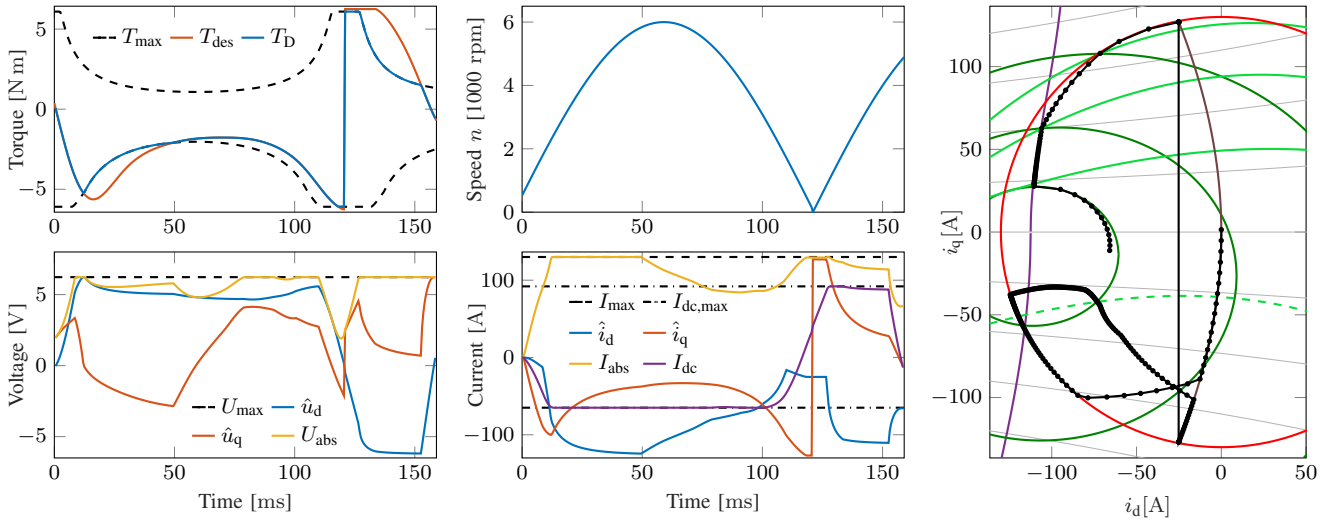 Torque [N m]
5
0
−5
T_max T_des T_D
0 50 100 150
Speed n [1000 rpm]
6
4
2
0
0 50 100 150
Voltage [V]
5
0
−5
U_max û_d
û_q U_abs
0 50 100 150
Time [ms]
Current [A]
100
0
−100
I_max I_dc,max
î_d î_q
I_abs I_dc
0 50 100 150
Time [ms]
i_q[A]
100
50
0
−50
−100
−100 −50 0 50
i_d[A]